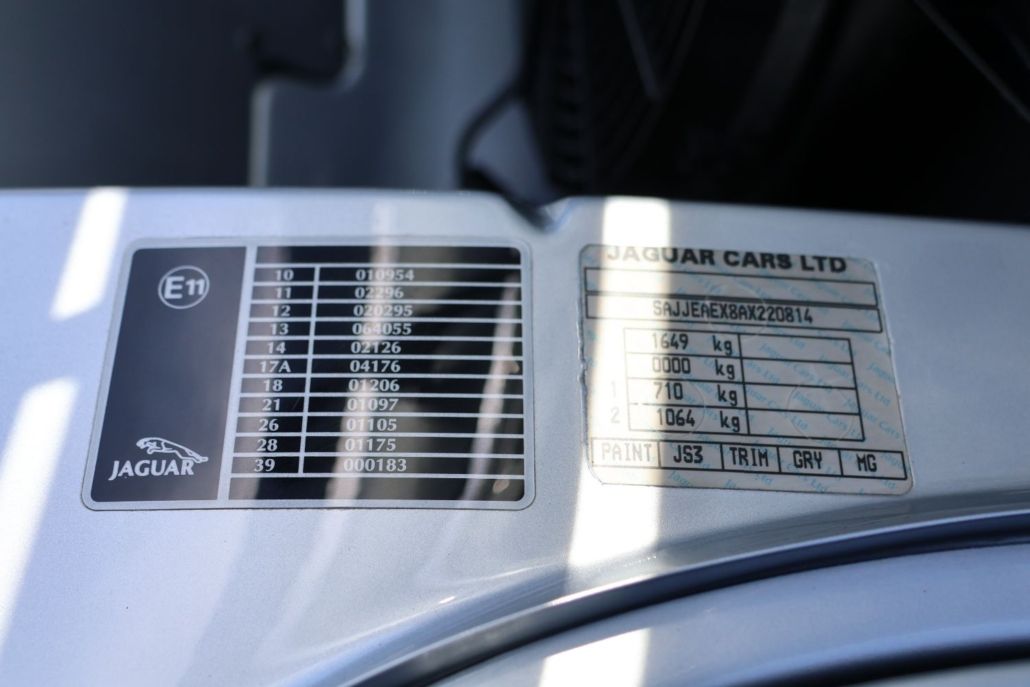 E11
10 010954
11 02296
12 020295
13 064055
14 02126
17A 04176
18 01206
21 01097
26 01105
28 01175
39 000183
JAGUAR
JAGUAR CARS LTD
SAJJEAEX8AX220814
1649 kg
0000 kg
1 710 kg
2 1064 kg
PAINT JS3 TRIM GRY MG